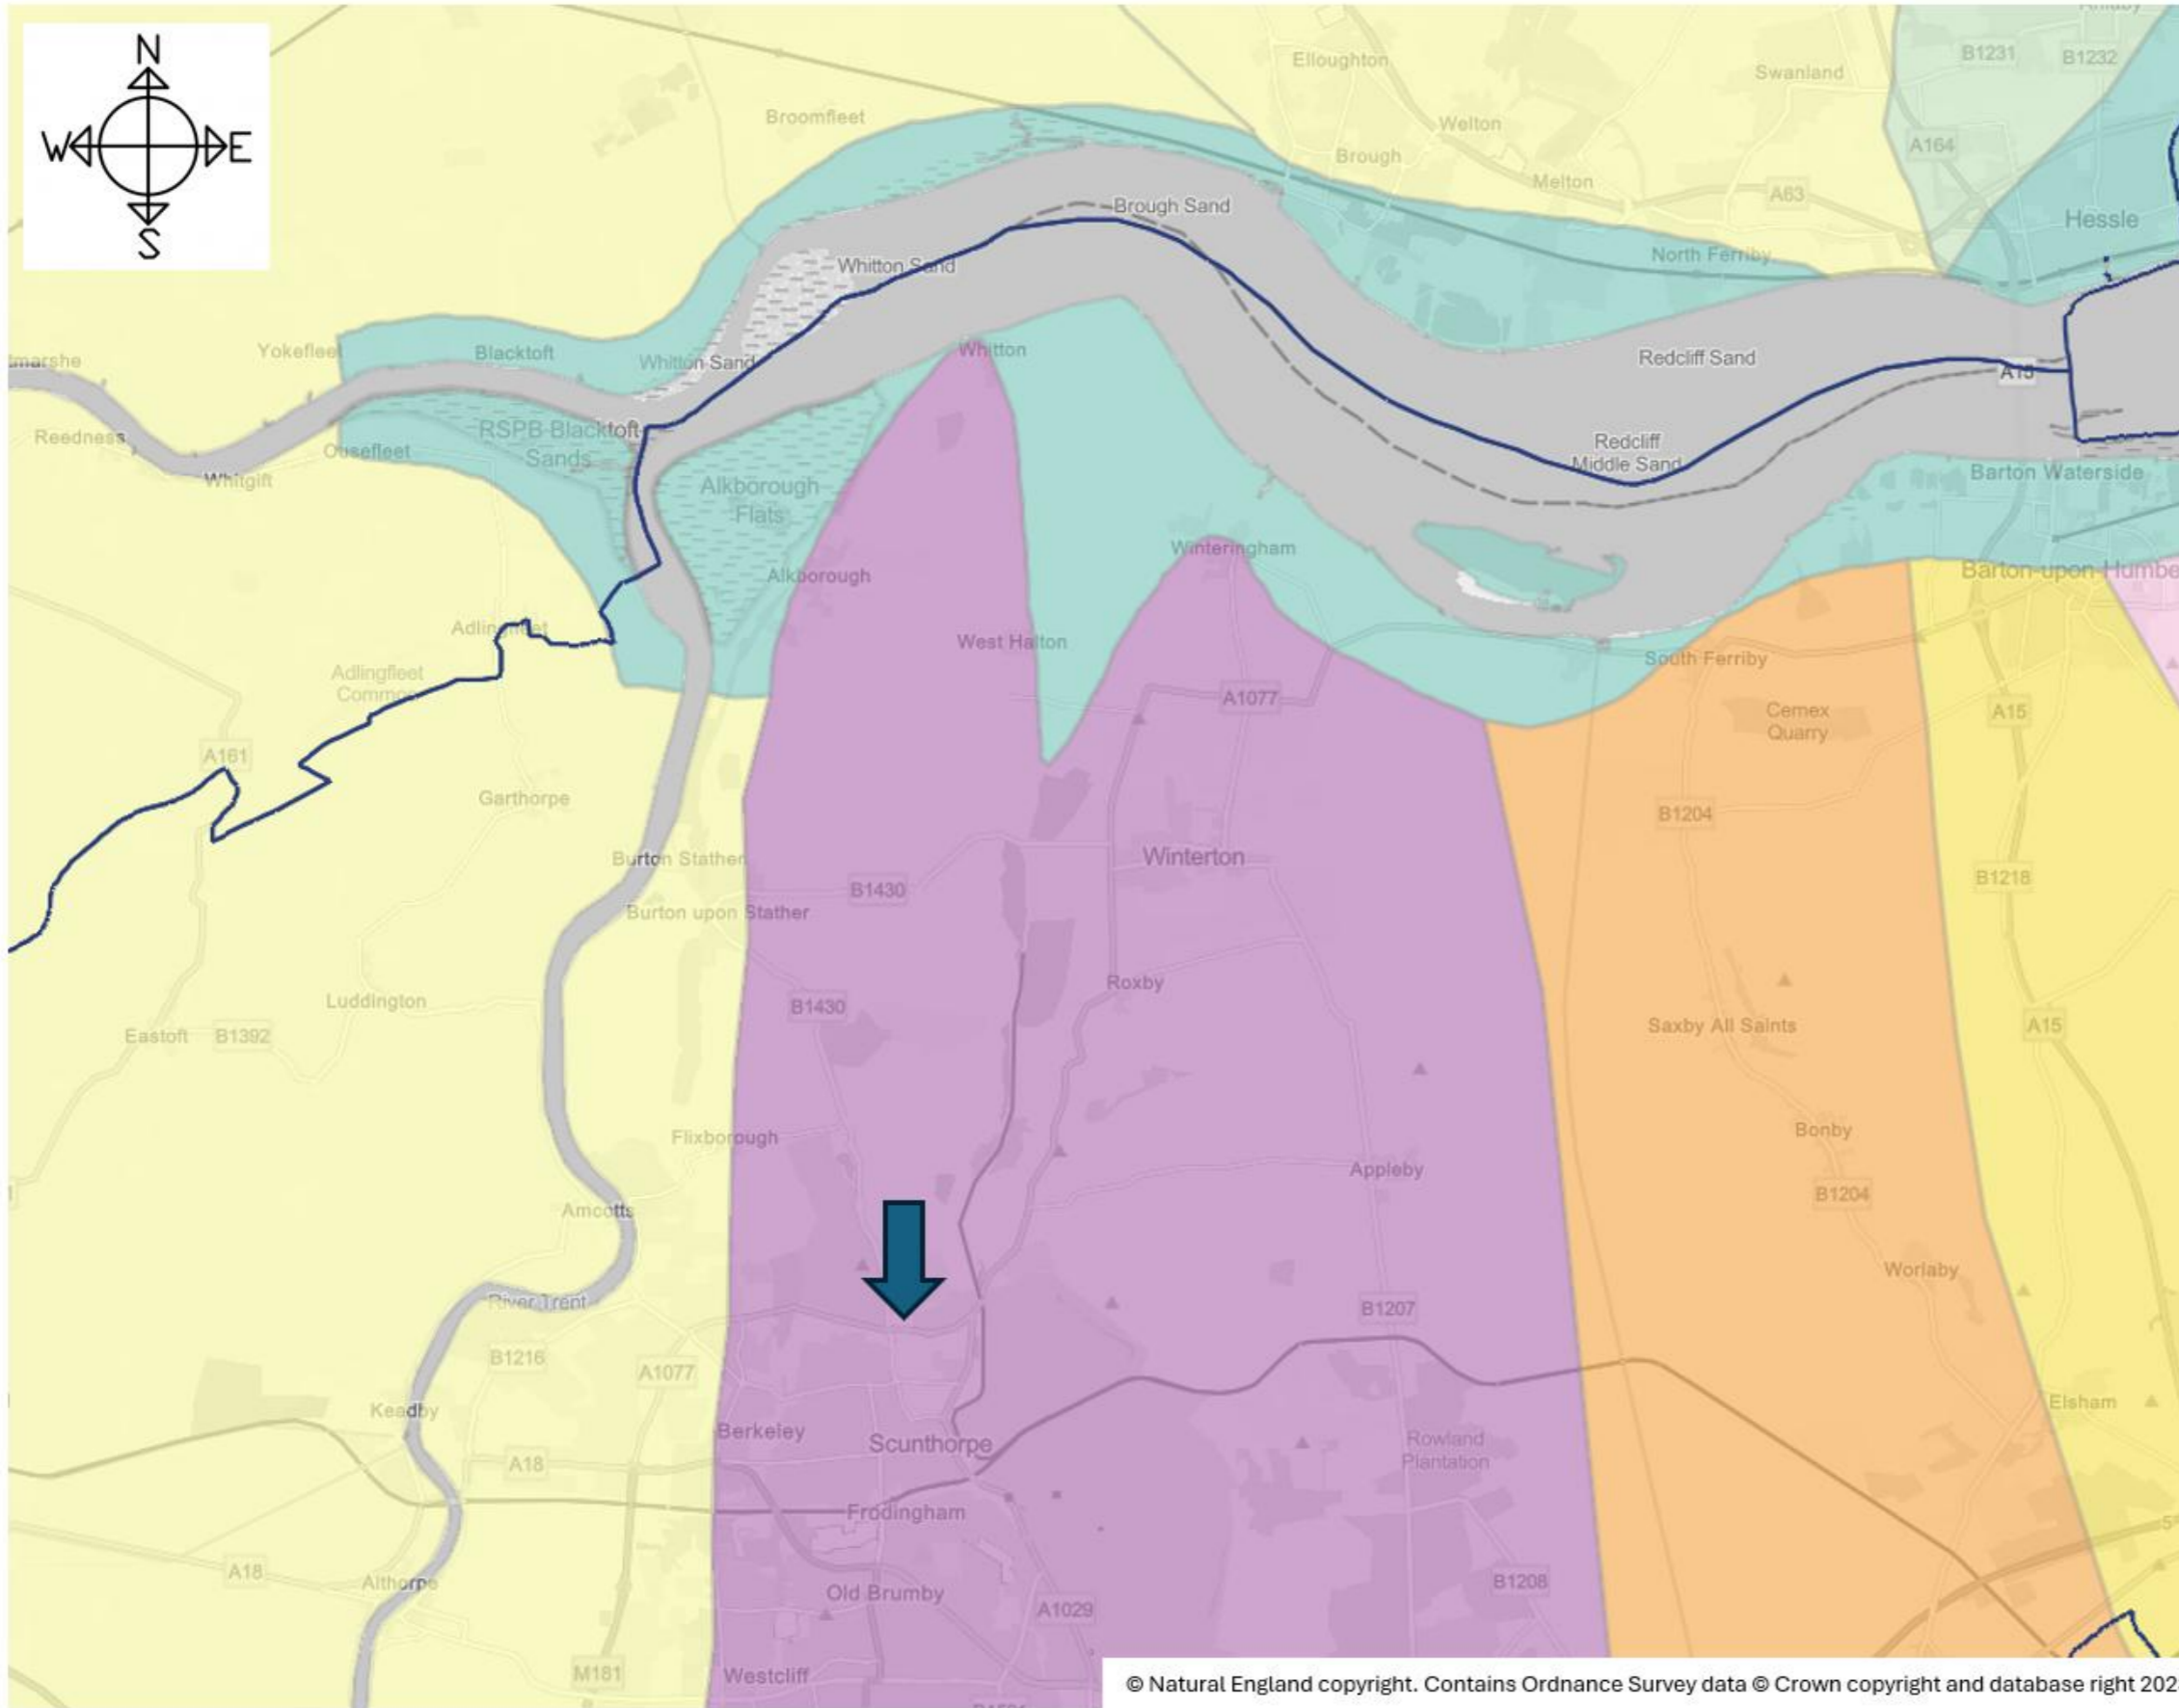 N
W
E
S
B1231
B1232
Elloughton
Swanland
Broomfleet
Welton
A164
Brough
Melton
A63
Brough Sand
Hessle
North Ferriby
Whitton Sand
Yokefleet
Blacktoft
Whitton Sand
Whitton
Redcliff Sand
A15
Reedness
RSPB Blacktoft
Sands
Ousefleet
Whitgift
Redcliff
Middle Sand
Barton Waterside
Alkborough
Flats
Winteringham
Alkborough
Barton-upon-Humbe
Adlingfleet
West Halton
South Ferriby
Adlingfleet
Common
A1077
Cemex
Quarry
A15
A161
Garthorpe
B1204
Burton Stather
Winterton
B1430
B1218
Burton upon Stather
Roxby
Luddington
B1430
Saxby All Saints
A15
Eastoft
B1392
Flixborough
Bonby
Appleby
B1204
Amcotts
Worlaby
River Trent
B1207
B1216
A1077
Keadby
Elsham
Berkeley
Scunthorpe
Rowland
Plantation
A18
Frodingham
A18
Althorpe
Old Brumby
B1208
A1029
M181
Westcliff
© Natural England copyright. Contains Ordnance Survey data © Crown copyright and database right 202